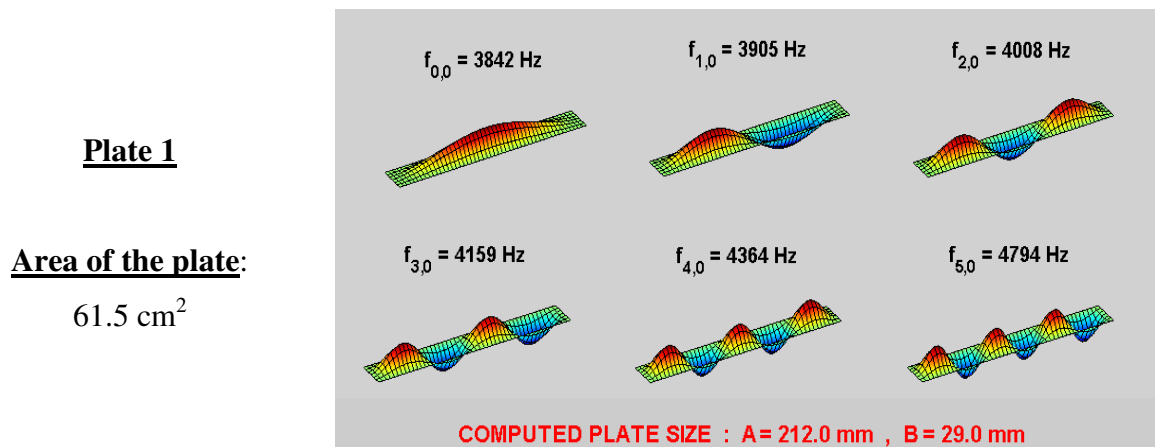 Plate 1
Area of the plate:
61.5 cm²
f0,0 = 3842 Hz
f1,0 = 3905 Hz
f2,0 = 4008 Hz
f3,0 = 4159 Hz
f4,0 = 4364 Hz
f5,0 = 4794 Hz
COMPUTED PLATE SIZE : A = 212.0 mm , B = 29.0 mm